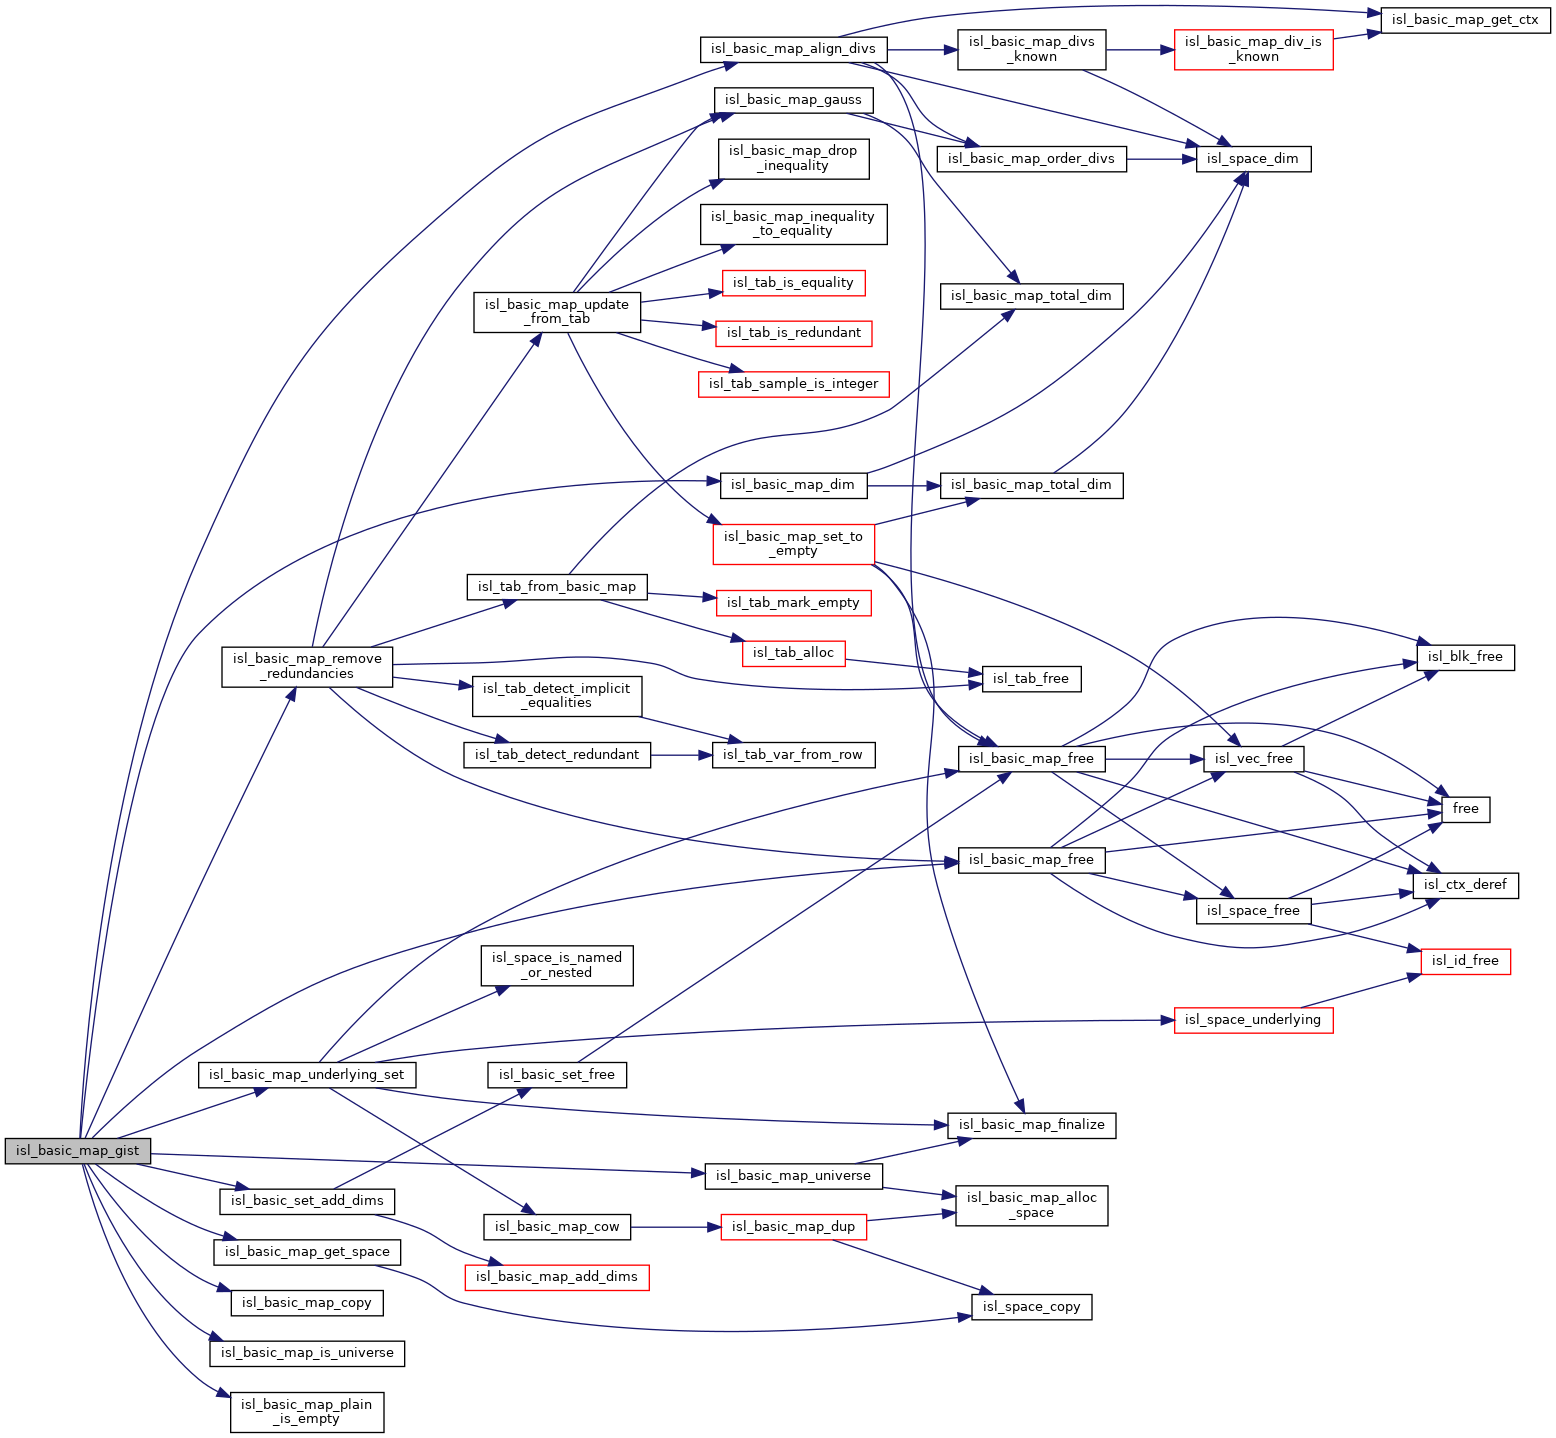 isl_basic_map_gist
isl_basic_map_remove
_redundancies
isl_basic_map_underlying_set
isl_basic_set_add_dims
isl_basic_map_get_space
isl_basic_map_copy
isl_basic_map_is_universe
isl_basic_map_plain
_is_empty
isl_basic_map_update
_from_tab
isl_tab_from_basic_map
isl_tab_detect_implicit
_equalities
isl_tab_detect_redundant
isl_space_is_named
_or_nested
isl_basic_set_free
isl_basic_map_cow
isl_basic_map_add_dims
isl_basic_map_align_divs
isl_basic_map_gauss
isl_basic_map_drop
_inequality
isl_basic_map_inequality
_to_equality
isl_tab_is_equality
isl_tab_is_redundant
isl_tab_sample_is_integer
isl_basic_map_dim
isl_basic_map_set_to
_empty
isl_tab_mark_empty
isl_tab_alloc
isl_tab_var_from_row
isl_basic_map_universe
isl_basic_map_dup
isl_basic_map_divs
_known
isl_basic_map_order_divs
isl_basic_map_total_dim
isl_basic_map_total_dim
isl_tab_free
isl_basic_map_free
isl_basic_map_free
isl_basic_map_finalize
isl_basic_map_alloc
_space
isl_space_copy
isl_basic_map_div_is
_known
isl_space_dim
isl_vec_free
isl_space_free
isl_space_underlying
isl_basic_map_get_ctx
isl_blk_free
free
isl_ctx_deref
isl_id_free